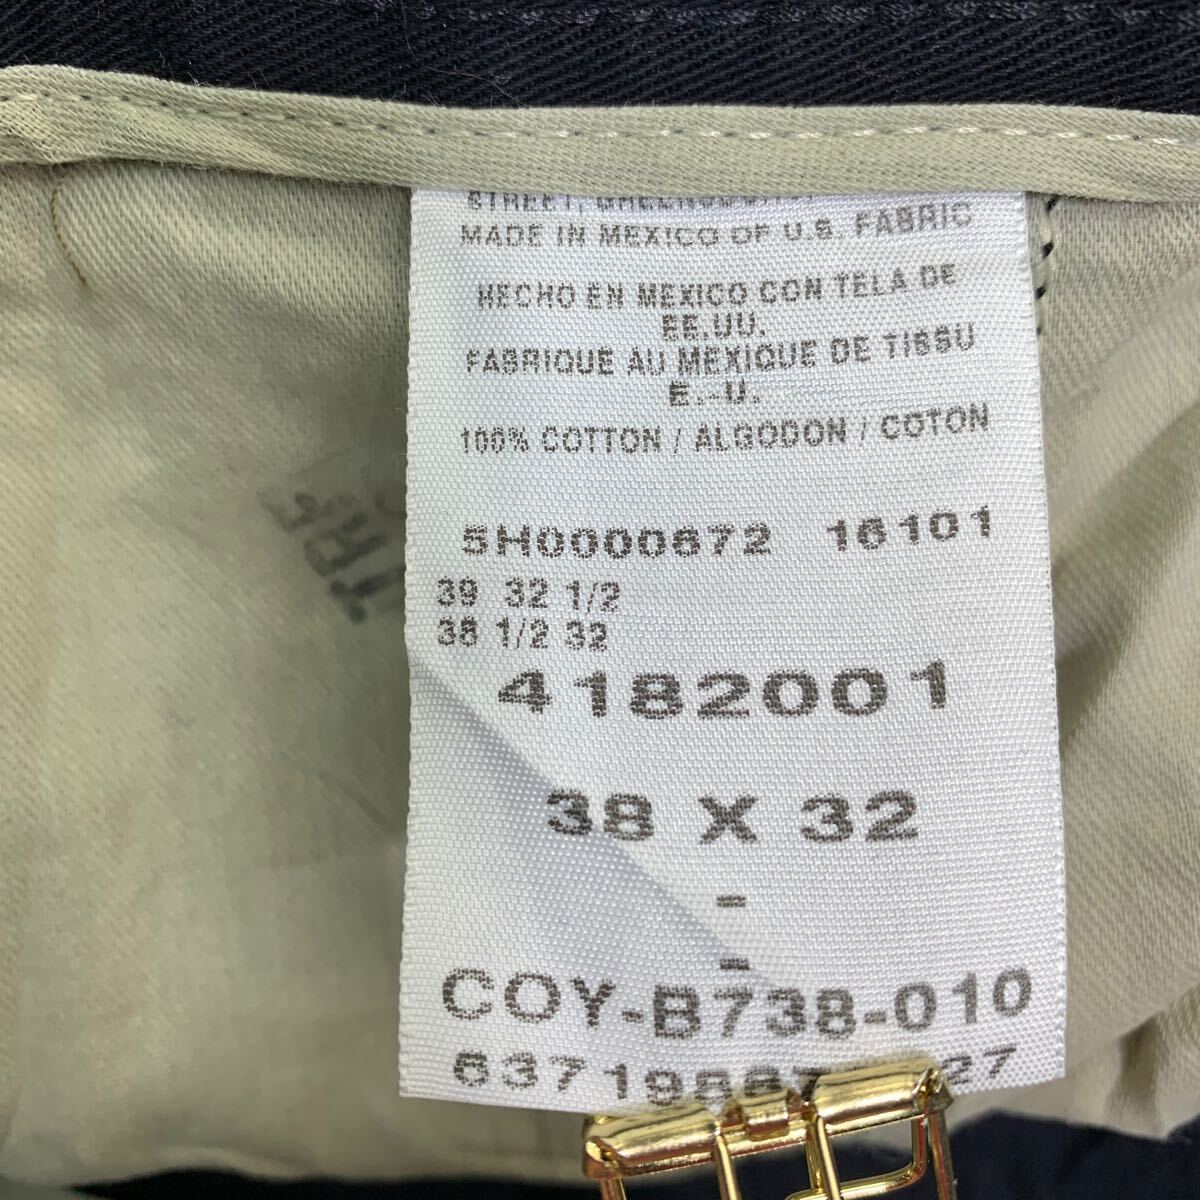 STREET,
MADE IN MEXICO OF U.S. FABRIC
HECHO EN MEXICO CON TELA DE
EE.UU.
FABRIQUE AU MEXIQUE DE TISSU
E.-U.
100% COTTON / ALGODON / COTON
5H0000672 16101
39 32 1/2
38 1/2 32
4182001
38 X 32
-
-
COY-B738-010